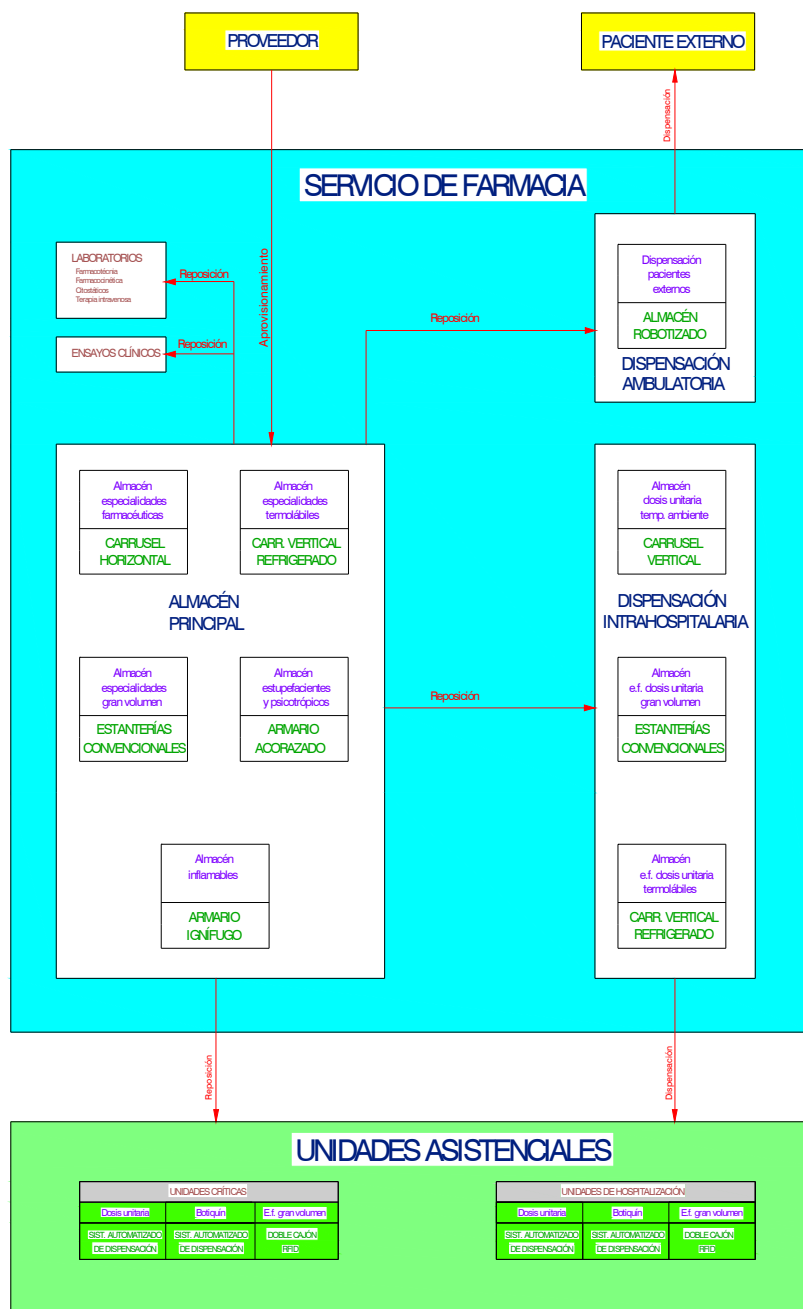 PROVEEDOR
PACIENTE EXTERNO
Dispensación
SERVICIO DE FARMACIA
Aprovisionamiento
LABORATORIOS
Farmacotécnia
Farmacocinética
Citostáticos
Terapia intravenosa
Reposición
ENSAYOS CLÍNICOS
Reposición
Reposición
Dispensación
pacientes
externos
ALMACÉN
ROBOTIZADO
DISPENSACIÓN
AMBULATORIA
Almacén
especialidades
farmacéuticas
CARRUSEL
HORIZONTAL
Almacén
especialidades
termolábiles
CARR. VERTICAL
REFRIGERADO
ALMACÉN
PRINCIPAL
Almacén
especialidades
gran volumen
ESTANTERÍAS
CONVENCIONALES
Almacén
estupefacientes
y psicotrópicos
ARMARIO
ACORAZADO
Almacén
inflamables
ARMARIO
IGNÍFUGO
Reposición
Almacén
dosis unitaria
temp. ambiente
CARRUSEL
VERTICAL
DISPENSACIÓN
INTRAHOSPITALARIA
Almacén
e.f. dosis unitaria
gran volumen
ESTANTERÍAS
CONVENCIONALES
Almacén
e.f. dosis unitaria
termolábiles
CARR. VERTICAL
REFRIGERADO
Reposición
Dispensación
UNIDADES ASISTENCIALES
UNIDADES CRÍTICAS
Dosis unitaria
Botiquín
E.f. gran volumen
SIST. AUTOMATIZADO
DE DISPENSACIÓN
SIST. AUTOMATIZADO
DE DISPENSACIÓN
DOBLE CAJÓN
RFID
UNIDADES DE HOSPITALIZACIÓN
Dosis unitaria
Botiquín
E.f. gran volumen
SIST. AUTOMATIZADO
DE DISPENSACIÓN
SIST. AUTOMATIZADO
DE DISPENSACIÓN
DOBLE CAJÓN
RFID